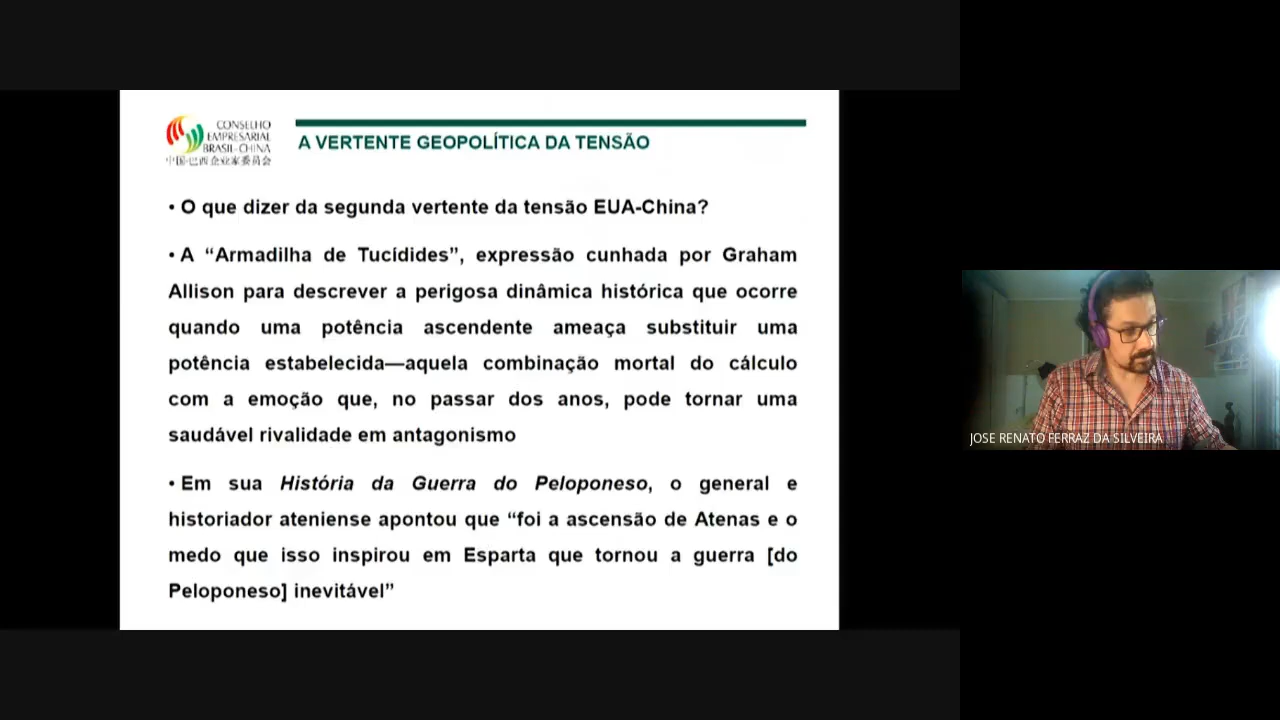 CONSELHO
EMPRESARIAL
BRASIL-CHINA
中国-巴西企业家委员会
A VERTENTE GEOPOLÍTICA DA TENSÃO
• O que dizer da segunda vertente da tensão EUA-China?
• A “Armadilha de Tucídides”, expressão cunhada por Graham
Allison para descrever a perigosa dinâmica histórica que ocorre
quando uma potência ascendente ameaça substituir uma
potência estabelecida—aquela combinação mortal do cálculo
com a emoção que, no passar dos anos, pode tornar uma
saudável rivalidade em antagonismo
• Em sua História da Guerra do Peloponeso, o general e
historiador ateniense apontou que “foi a ascensão de Atenas e o
medo que isso inspirou em Esparta que tornou a guerra [do
Peloponeso] inevitável”
JOSE RENATO FERRAZ DA SILVEIRA